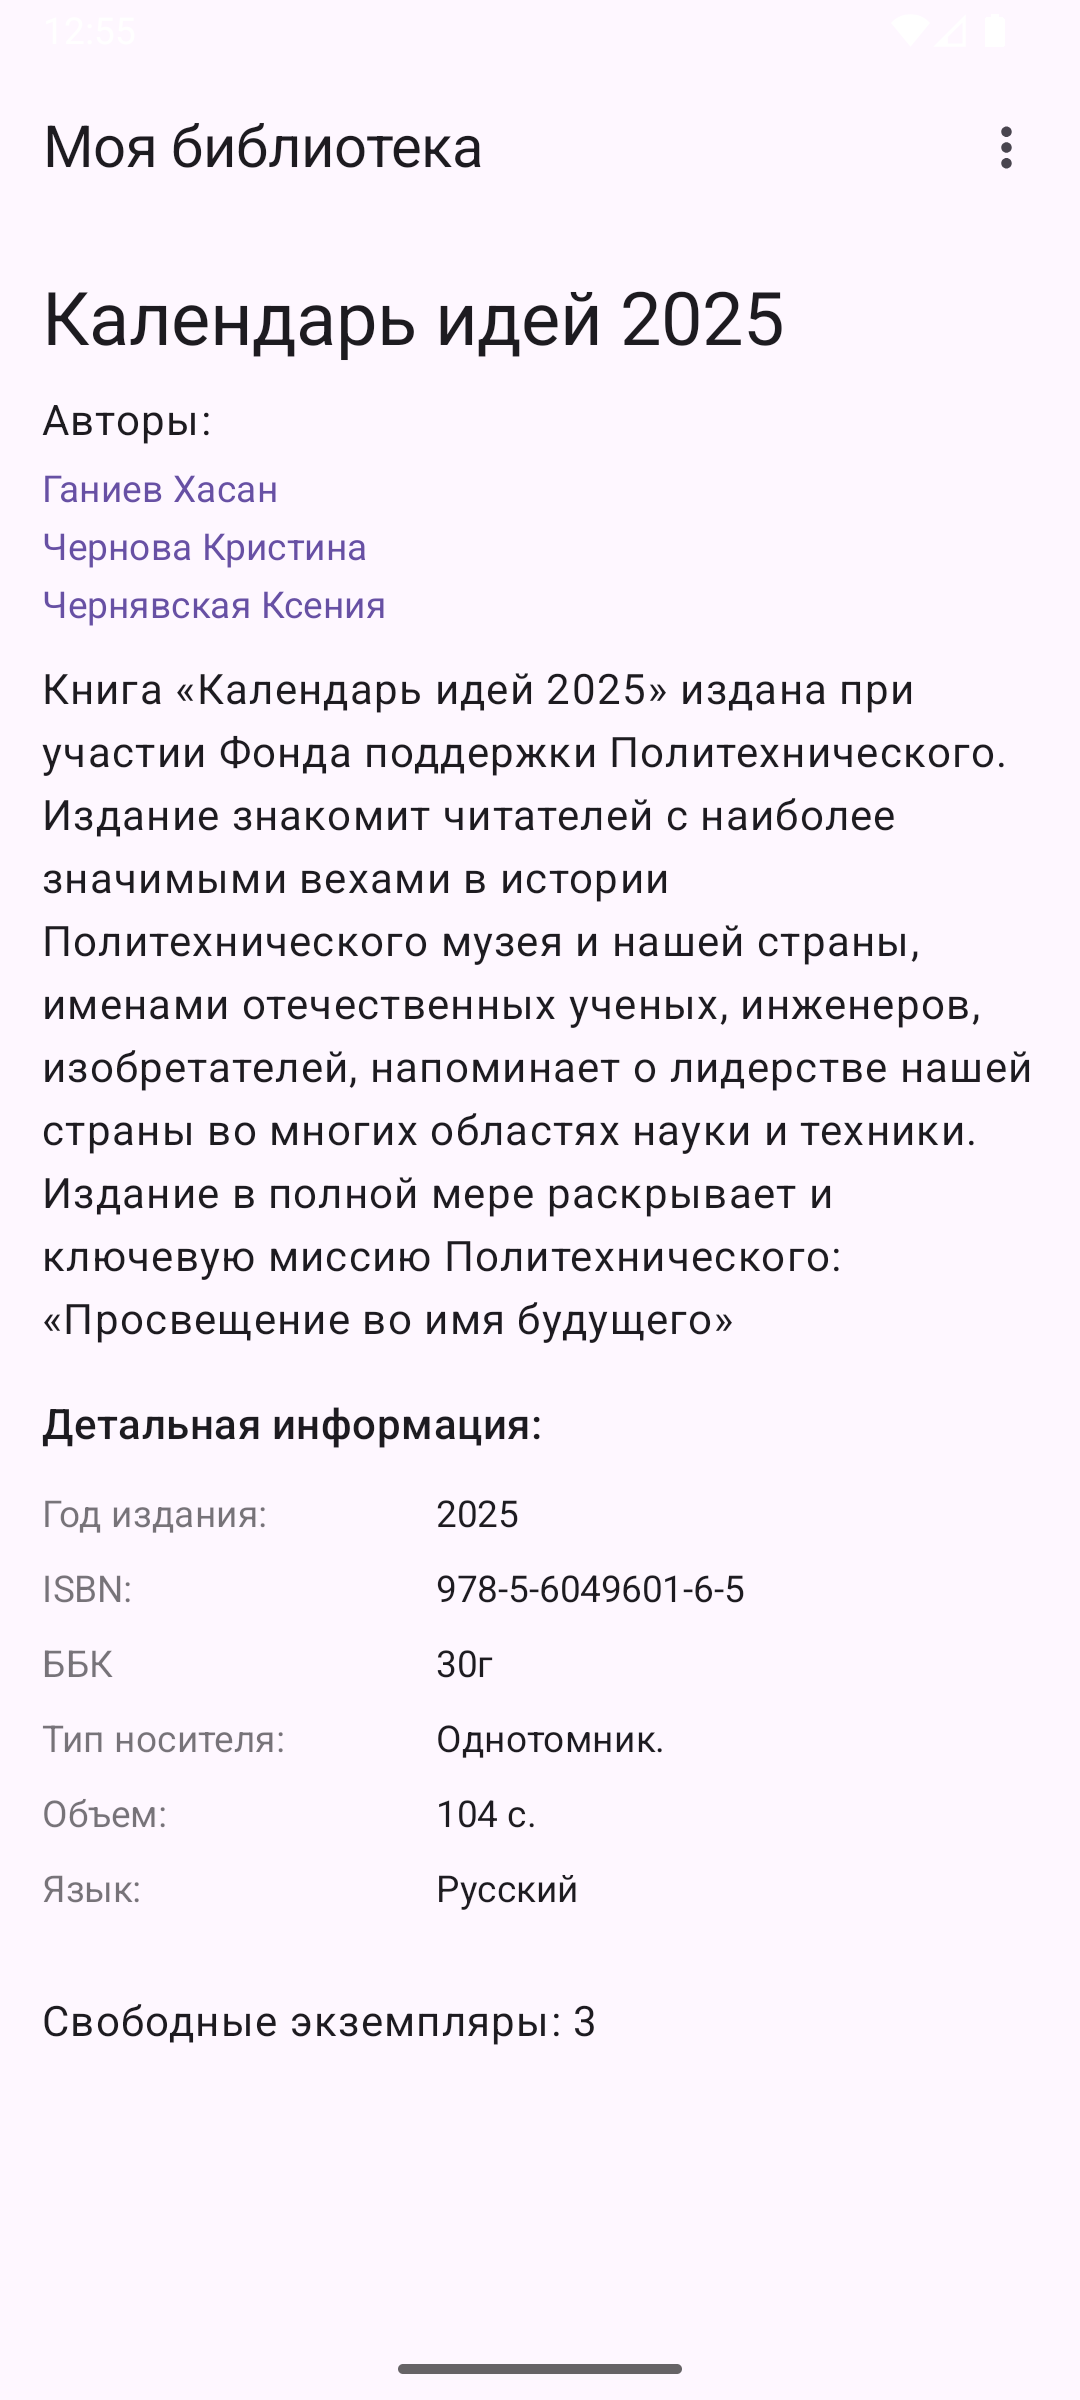 12:55
Моя библиотека
Календарь идей 2025
Авторы:
Ганиев Хасан
Чернова Кристина
Чернявская Ксения
Книга «Календарь идей 2025» издана при
участии Фонда поддержки Политехнического.
Издание знакомит читателей с наиболее
значимыми вехами в истории
Политехнического музея и нашей страны,
именами отечественных ученых, инженеров,
изобретателей, напоминает о лидерстве нашей
страны во многих областях науки и техники.
Издание в полной мере раскрывает и
ключевую миссию Политехнического:
«Просвещение во имя будущего»
Детальная информация:
Год издания: 2025
ISBN: 978-5-6049601-6-5
ББК 30г
Тип носителя: Однотомник.
Объем: 104 с.
Язык: Русский
Свободные экземпляры: 3